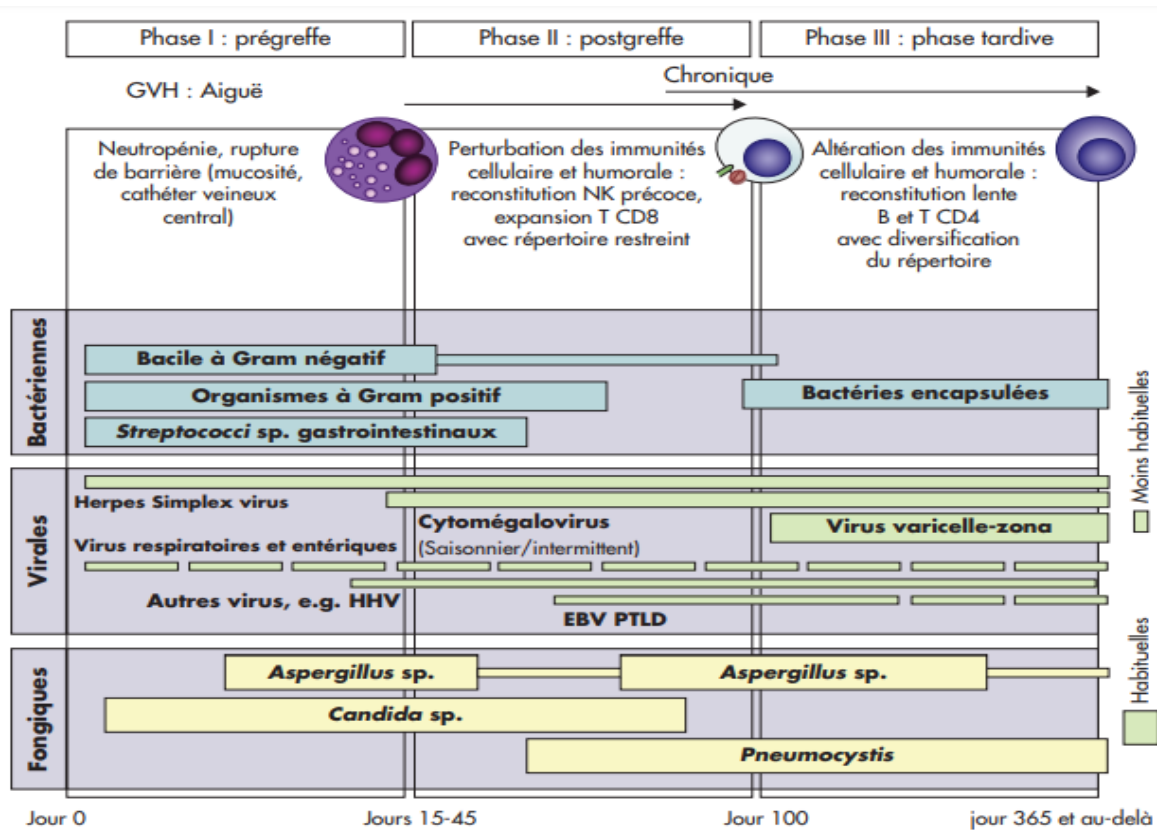 Phase I : prégreffe
Phase II : postgreffe
Phase III : phase tardive
Chronique
GVH : Aiguë
Neutropénie, rupture
de barrière (mucosité,
cathéter veineux
central)
Perturbation des immunités
cellulaire et humorale :
reconstitution NK précoce,
expansion T CD8
avec répertoire restreint
Altération des immunités
cellulaire et humorale :
reconstitution lente
B et T CD4
avec diversification
du répertoire
Bactériennes
Bacile à Gram négatif
Organismes à Gram positif
Bactéries encapsulées
Streptococci sp. gastrointestinaux
Virales
Herpes Simplex virus
Cytomégalovirus
(Saisonnier/intermittent)
Virus varicelle-zona
Virus respiratoires et entériques
Autres virus, e.g. HHV
EBV PTLD
Fongiques
Aspergillus sp.
Aspergillus sp.
Candida sp.
Pneumocystis
Moins habituelles
Habituelles
Jour 0
Jours 15-45
Jour 100
jour 365 et au-delà